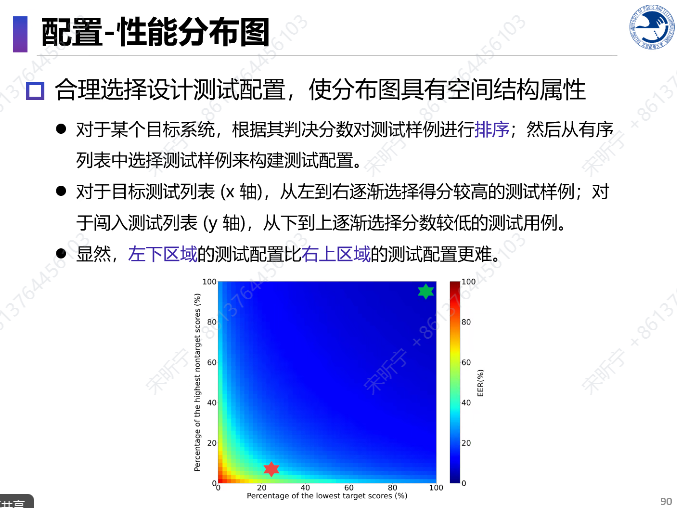 配置-性能分布图
合理选择设计测试配置，使分布图具有空间结构属性
对于某个目标系统，根据其判决分数对测试样例进行排序；然后从有序
列表中选择测试样例来构建测试配置。
对于目标测试列表 (x 轴)，从左到右逐渐选择得分较高的测试样例；对
于闯入测试列表 (y 轴)，从下到上逐渐选择分数较低的测试用例。
显然，左下区域的测试配置比右上区域的测试配置更难。
Percentage of the highest nontarget scores (%)
100
80
60
40
20
0
0 20 40 60 80 100
Percentage of the lowest target scores (%)
100
80
60
40
20
0
EER(%)
共享
90
宋昕宁 +8613764456103